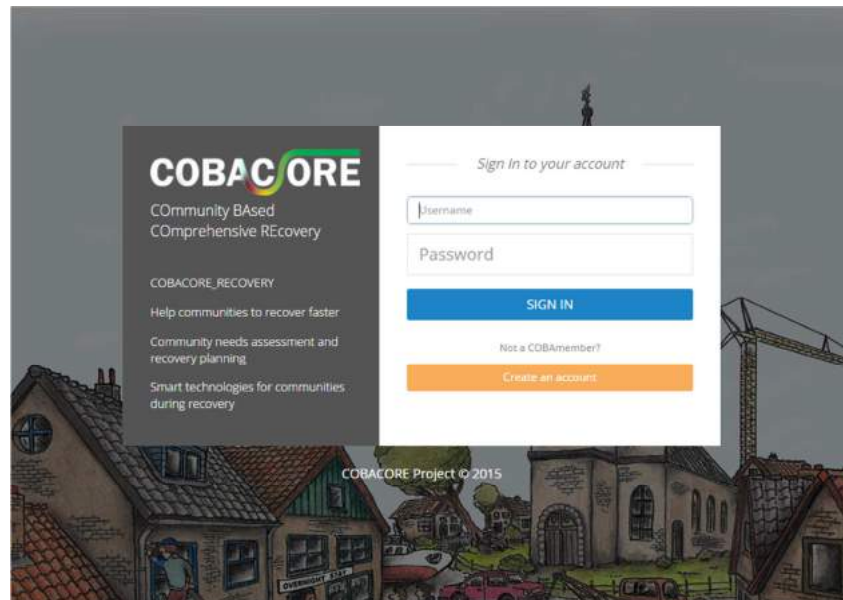 COBACORE
COmmunity BAsed
COmprehensive REcovery
COBACORE_RECOVERY
Help communities to recover faster
Community needs assessment and
recovery planning
Smart technologies for communities
during recovery
Sign In to your account
Username
Password
SIGN IN
Not a COBAmember?
Create an account
COBACORE Project © 2015
OVERNIGHT STAY